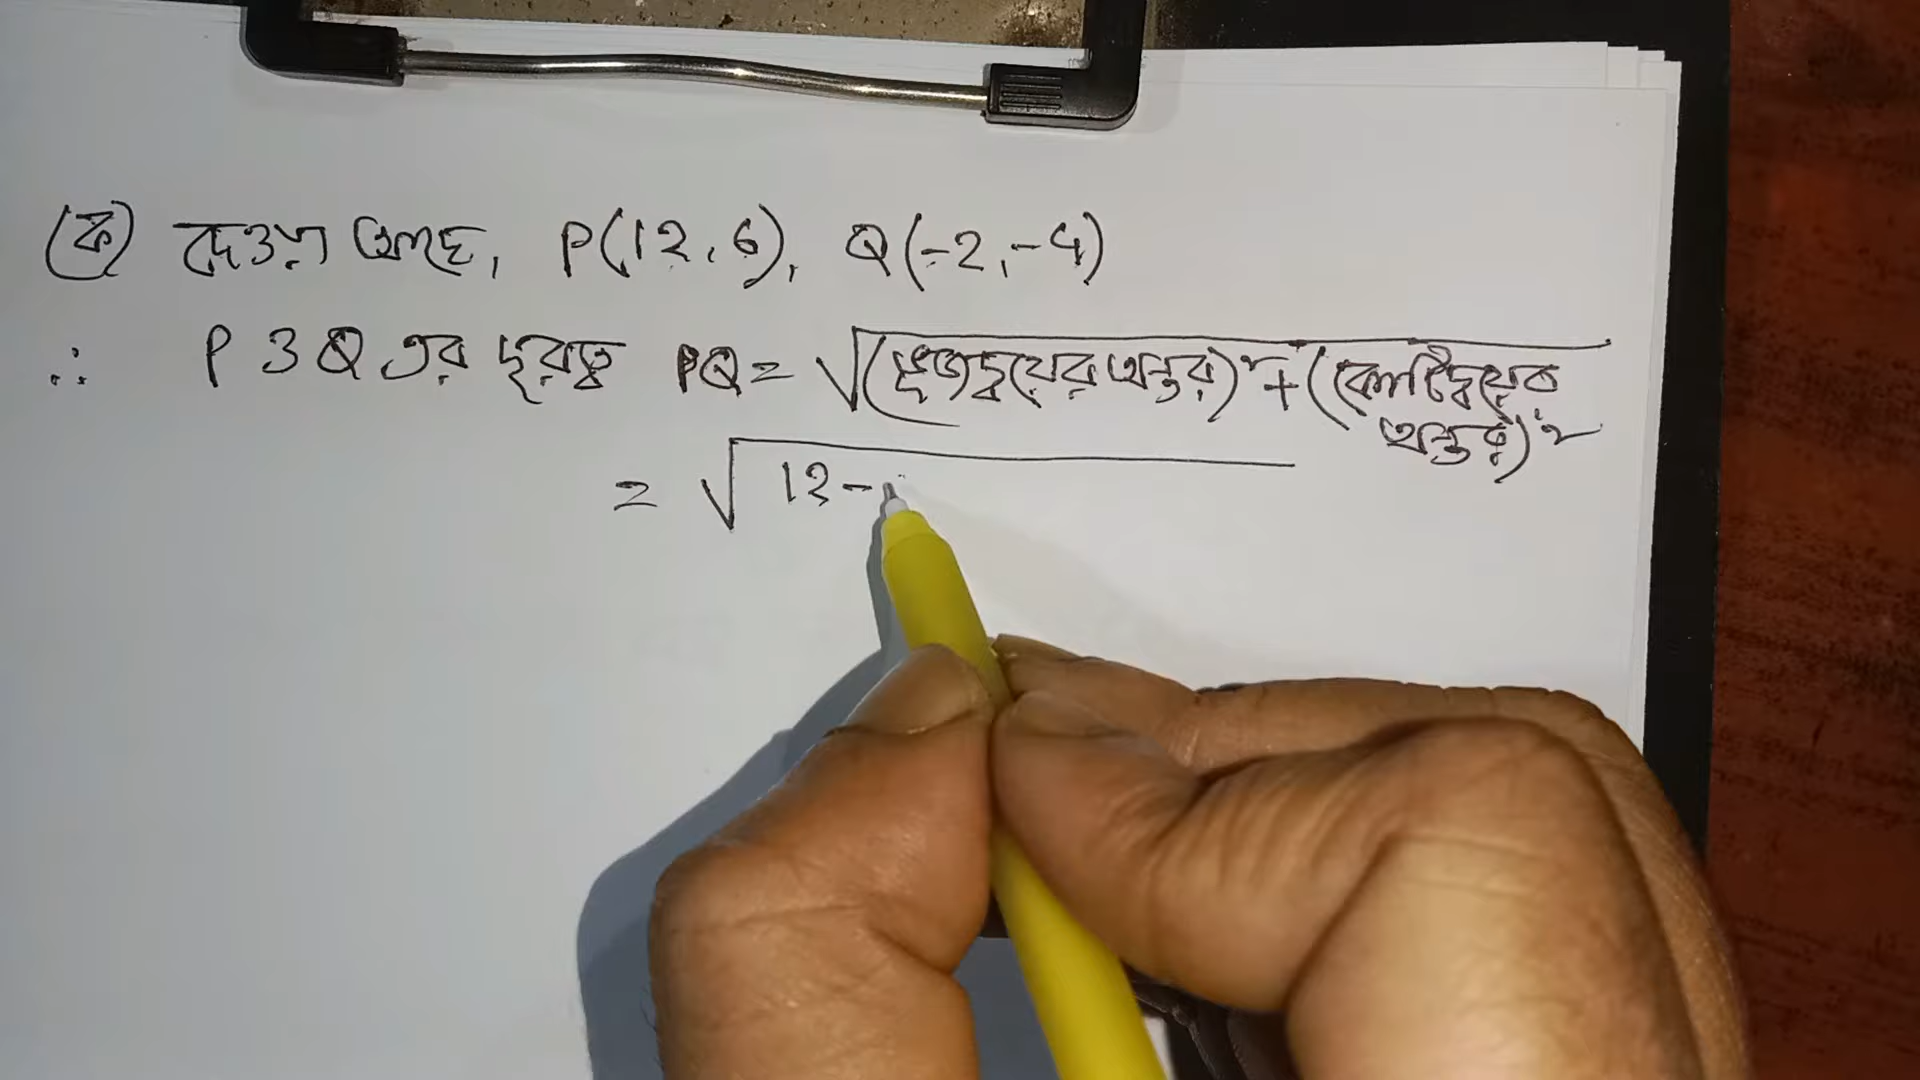 (ক) দেওয়া আছে, P(12, 6), Q(-2, -4)
∴ P ও Q এর দূরত্ব PQ = √(ভুজদ্বয়ের অন্তর)² + (কোটিদ্বয়ের অন্তর)²
= √12-